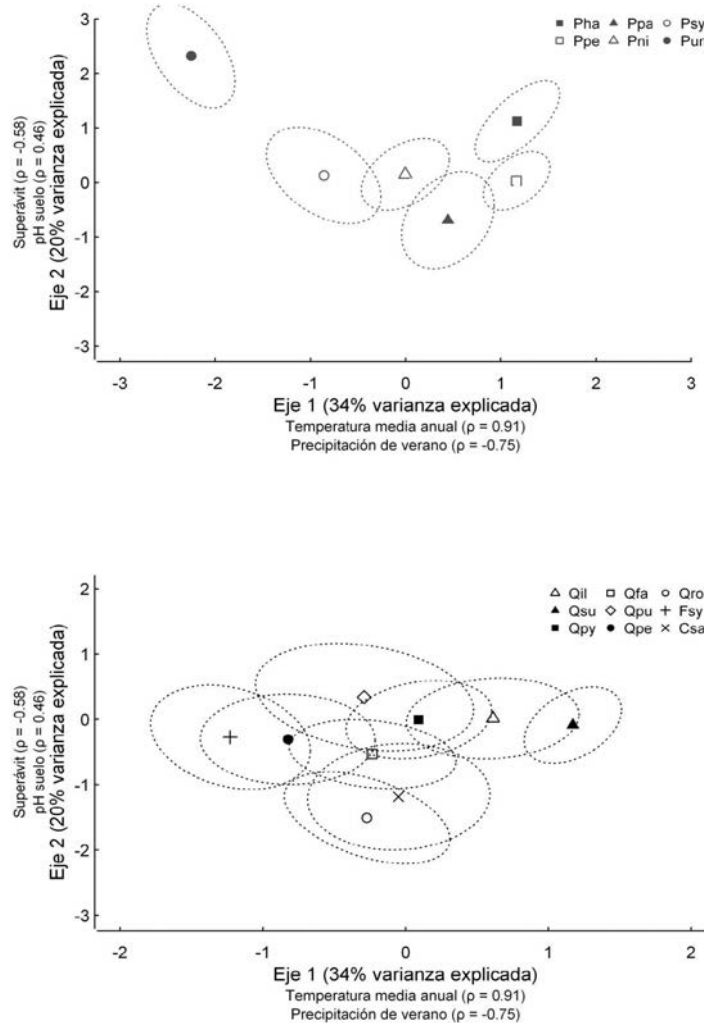 3
2
1
0
-1
-2
-3
Superávit (ρ = -0.58)
pH suelo (ρ = 0.46)
Eje 2 (20% varianza explicada)
Pha Ppa Psy
Ppe Pni Pun
-3 -2 -1 0 1 2 3
Eje 1 (34% varianza explicada)
Temperatura media anual (ρ = 0.91)
Precipitación de verano (ρ = -0.75)
2
1
0
-1
-2
-3
Superávit (ρ = -0.58)
pH suelo (ρ = 0.46)
Eje 2 (20% varianza explicada)
Qil Qfa Qro
Qsu Qpu Fsy
Qpy Qpe Csa
-2 -1 0 1 2
Eje 1 (34% varianza explicada)
Temperatura media anual (ρ = 0.91)
Precipitación de verano (ρ = -0.75)